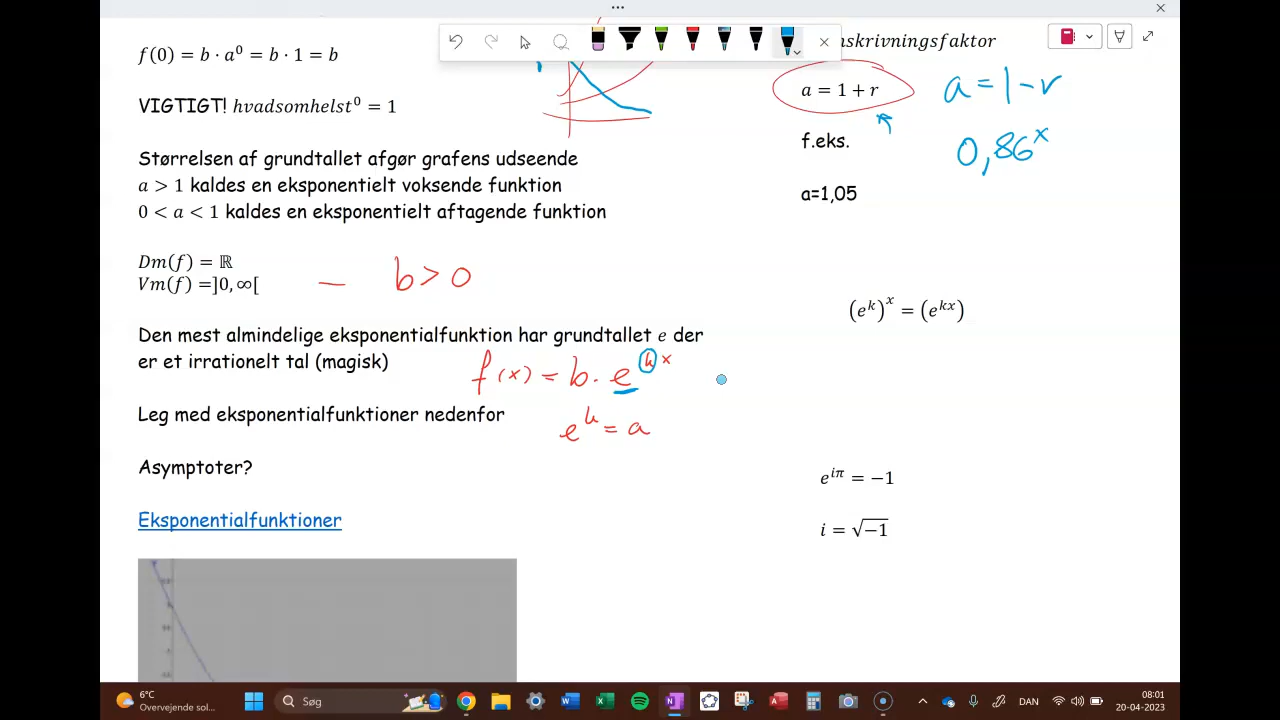 f(0) = b · a⁰ = b · 1 = b
VIGTIGT! hvadsomhelst⁰ = 1
Størrelsen af grundtallet afgør grafens udseende
a > 1 kaldes en eksponentielt voksende funktion
0 < a < 1 kaldes en eksponentielt aftagende funktion
Dm(f) = ℝ
Vm(f) =]0, ∞[
— b > 0
Den mest almindelige eksponentialfunktion har grundtallet e der
er et irrationelt tal (magisk)
f(x) = b · e^(kx)
Leg med eksponentialfunktioner nedenfor
e^k = a
Asymptoter?
Eksponentialfunktioner
nskrivningsfaktor
a = 1 + r
a = 1 - r
f.eks.
0,86^x
a=1,05
(e^k)^x = (e^(kx))
e^(iπ) = −1
i = √−1
6°C
Overvejende sol...
Søg
DAN
08:01
20-04-2023